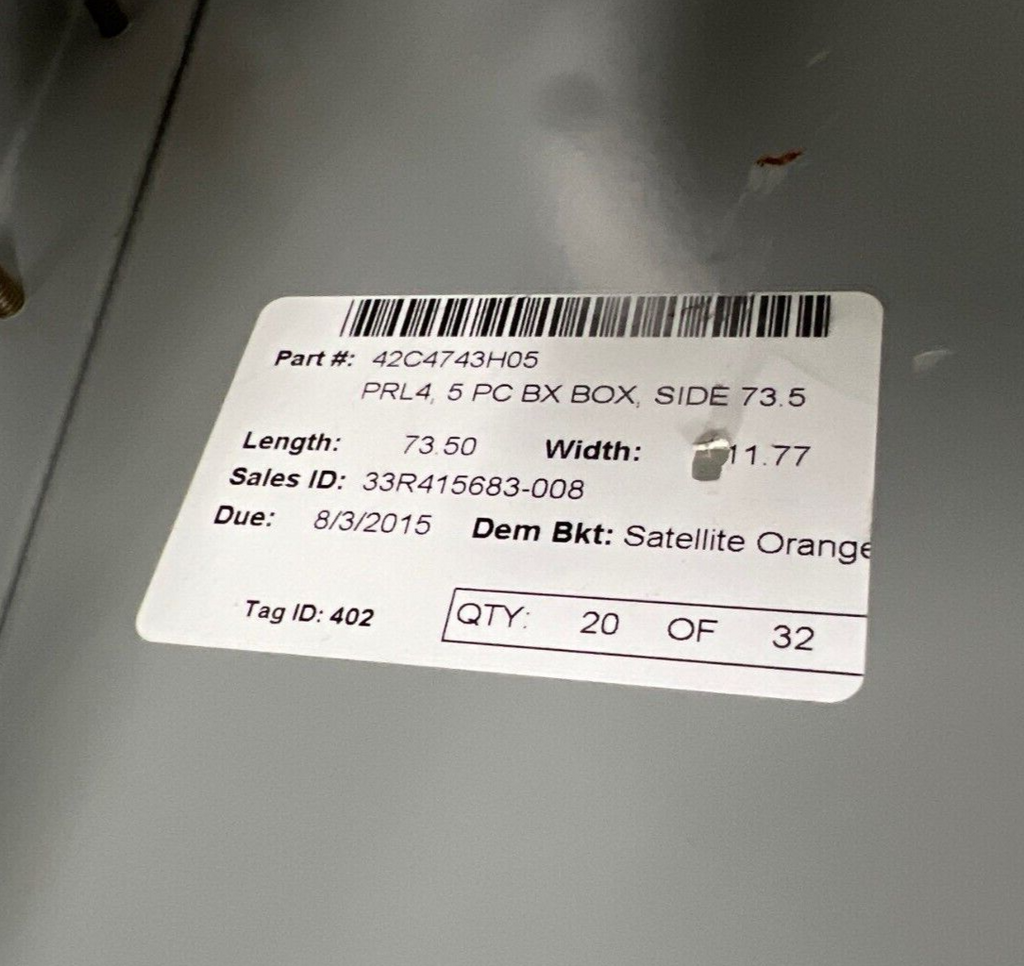 Part #: 42C4743H05
PRL4, 5 PC BX BOX, SIDE 73.5
Length: 73.50 Width: 11.77
Sales ID: 33R415683-008
Due: 8/3/2015 Dem Bkt: Satellite Orange
Tag ID: 402 QTY: 20 OF 32